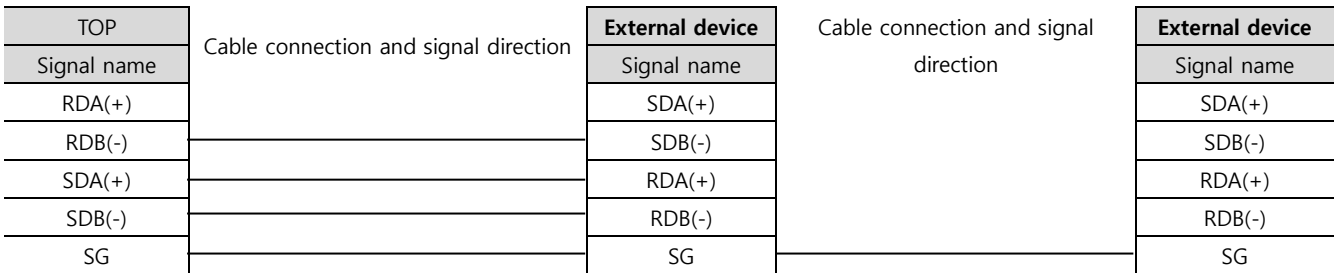 TOP Cable connection and signal direction External device Cable connection and signal External device
Signal name Signal name direction Signal name
RDA(+) SDA(+) SDA(+)
RDB(-) SDB(-) SDB(-)
SDA(+) RDA(+) RDA(+)
SDB(-) RDB(-) RDB(-)
SG SG SG